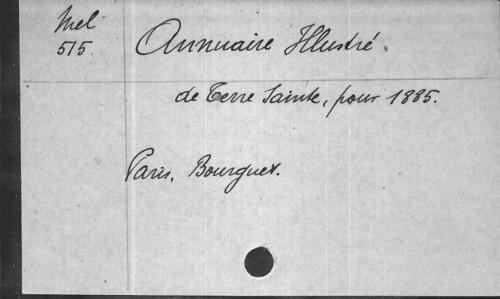 Mel
515
Annuaire Illustré.
de Terre Sainte, pour 1885.
Paris, Bourguet.